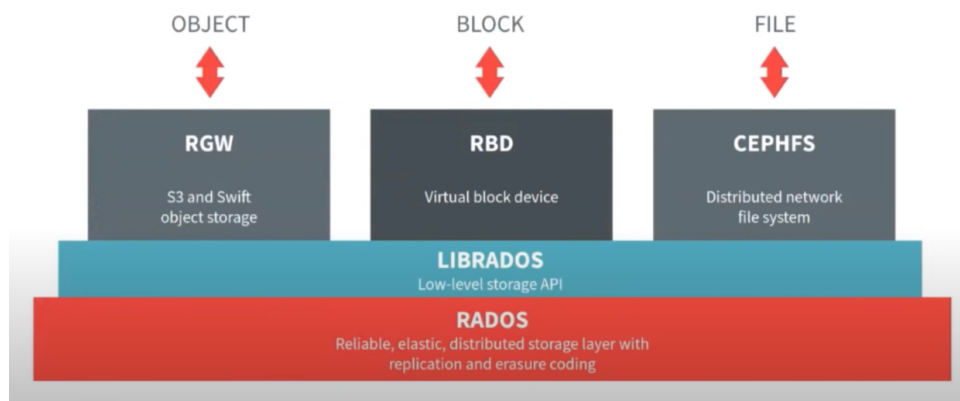 OBJECT
BLOCK
FILE
RGW
S3 and Swift
object storage
RBD
Virtual block device
CEPHFS
Distributed network
file system
LIBRADOS
Low-level storage API
RADOS
Reliable, elastic, distributed storage layer with
replication and erasure coding